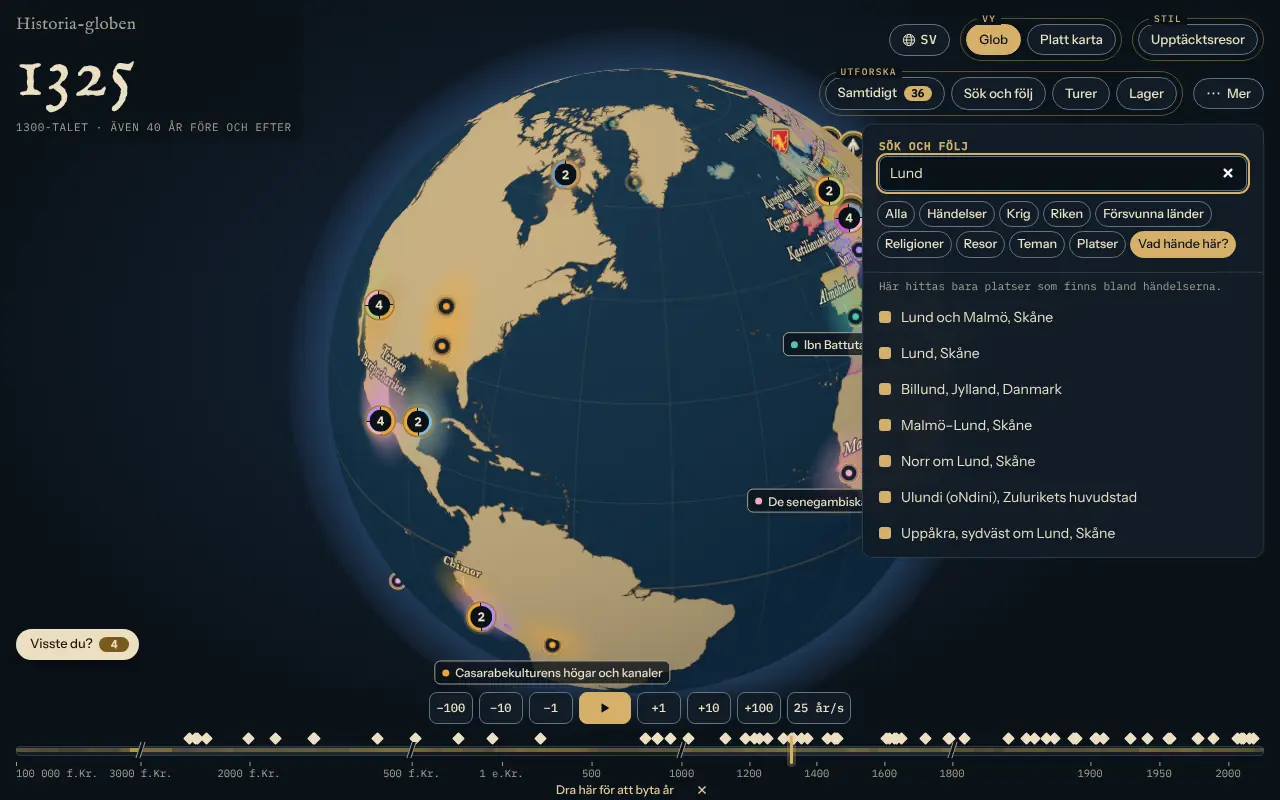 Historia-globen
1325
1300-TALET · ÄVEN 40 ÅR FÖRE OCH EFTER
SV
VY
Glob
Platt karta
STIL
Upptäcktsresor
UTFORSKA
Samtidigt 36
Sök och följ
Turer
Lager
··· Mer
SÖK OCH FÖLJ
Lund
Alla
Händelser
Krig
Riken
Försvunna länder
Religioner
Resor
Teman
Platser
Vad hände här?
Här hittas bara platser som finns bland händelserna.
Lund och Malmö, Skåne
Lund, Skåne
Billund, Jylland, Danmark
Malmö–Lund, Skåne
Norr om Lund, Skåne
Ulundi (oNdini), Zulurikets huvudstad
Uppåkra, sydväst om Lund, Skåne
2
2
4
4
Almohader
Ibn Battuta
Texcoco
4
2
Ma
De senegambiska
Chimor
2
Casarabekulturens högar och kanaler
Visste du? 4
−100
−10
−1
+1
+10
+100
25 år/s
100 000 f.Kr.
3000 f.Kr.
2000 f.Kr.
500 f.Kr.
1 e.Kr.
500
1000
1200
1400
1600
1800
1900
1950
2000
Dra här för att byta år